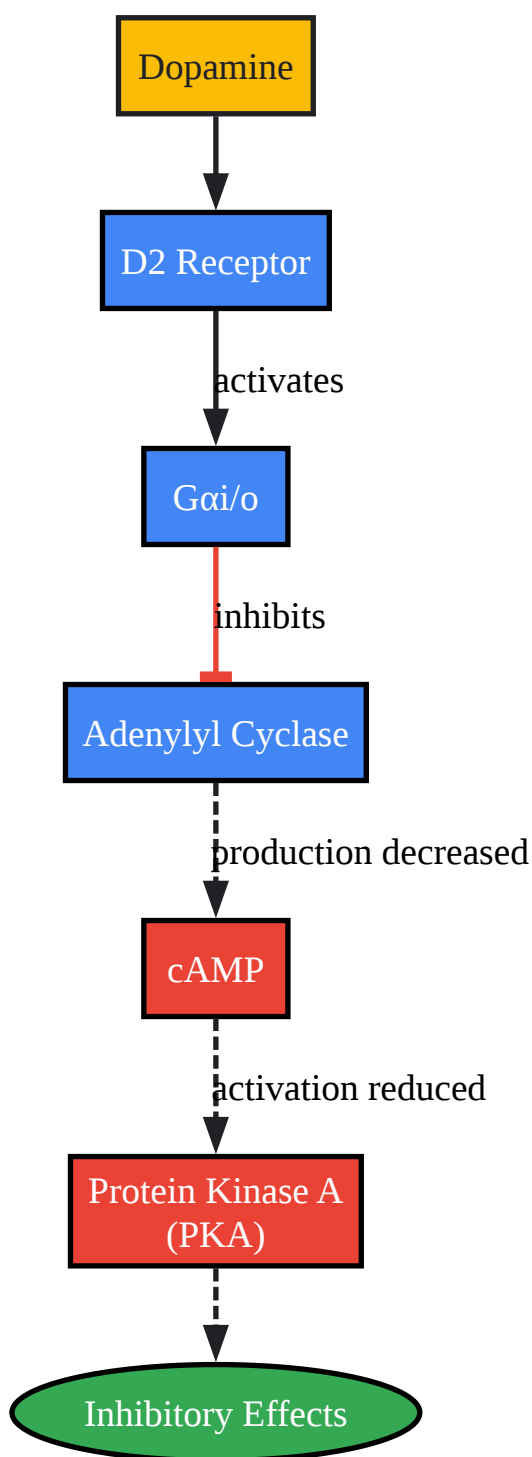 Dopamine
D2 Receptor
activates
Gαi/o
inhibits
Adenylyl Cyclase
production decreased
cAMP
activation reduced
Protein Kinase A
(PKA)
Inhibitory Effects